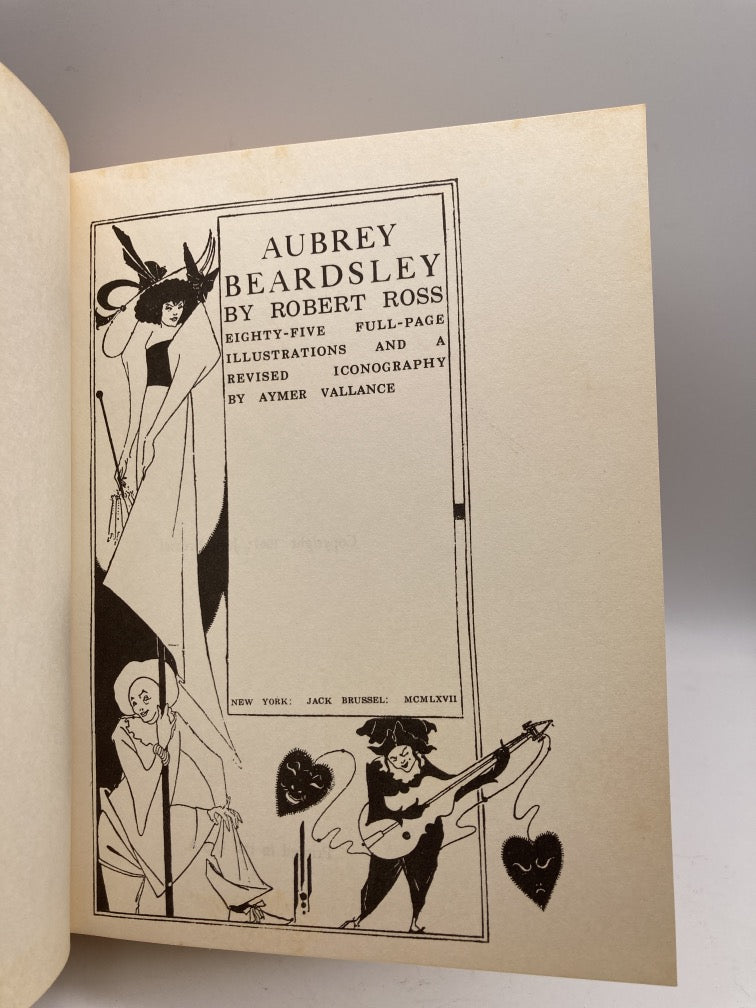 AUBREY
BEARDSLEY
BY ROBERT ROSS
EIGHTY-FIVE FULL-PAGE
ILLUSTRATIONS AND A
REVISED ICONOGRAPHY
BY AYMER VALLANCE
NEW YORK: JACK BRUSSEL: MCMLXVII